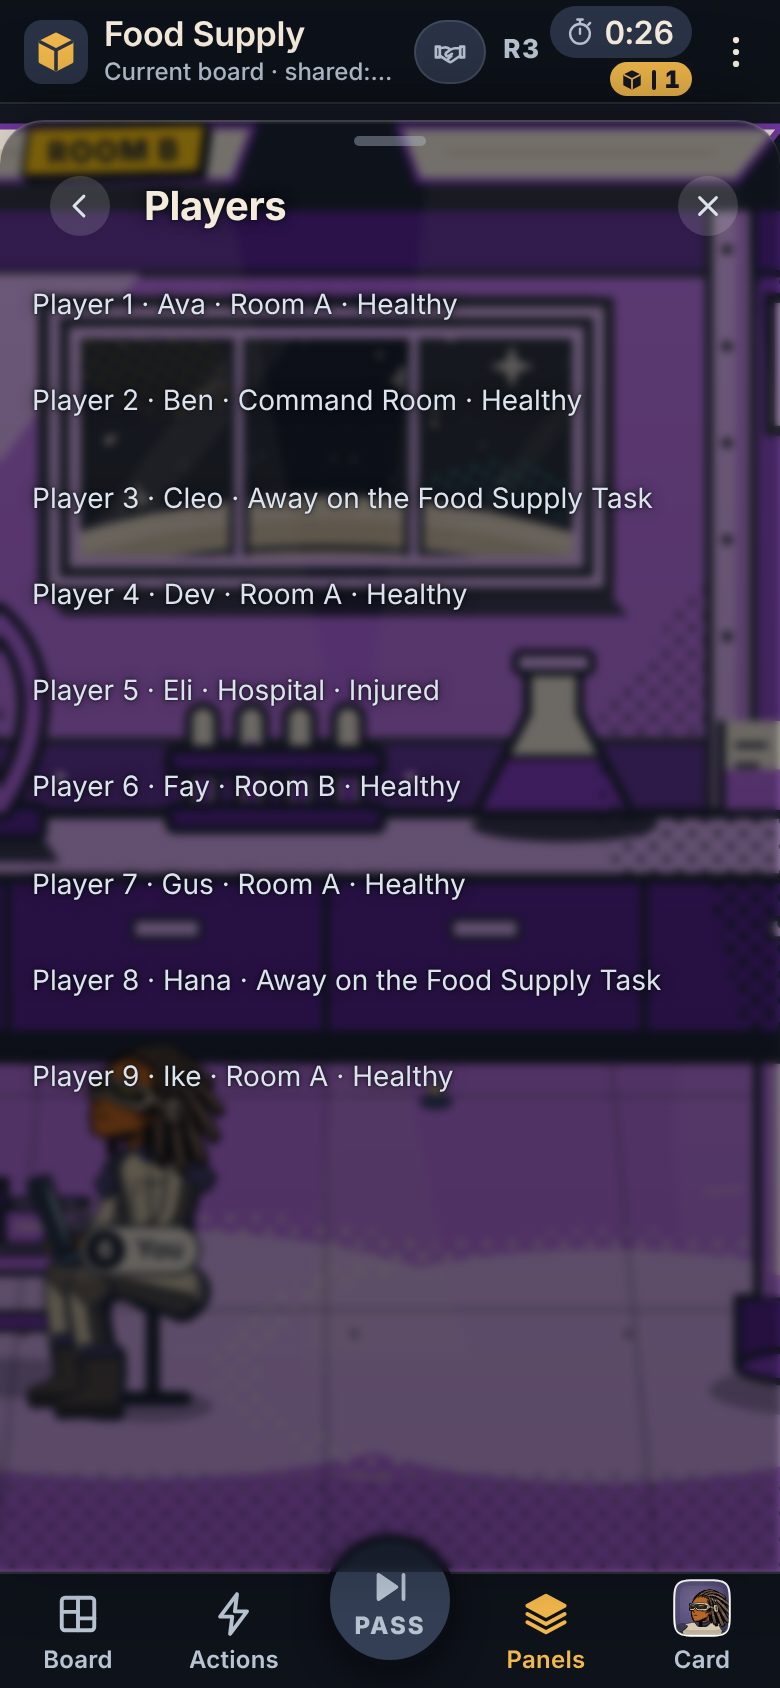 Food Supply
Current board · shared:...
R3
0:26
1
ROOM B
Players
Player 1 · Ava · Room A · Healthy
Player 2 · Ben · Command Room · Healthy
Player 3 · Cleo · Away on the Food Supply Task
Player 4 · Dev · Room A · Healthy
Player 5 · Eli · Hospital · Injured
Player 6 · Fay · Room B · Healthy
Player 7 · Gus · Room A · Healthy
Player 8 · Hana · Away on the Food Supply Task
Player 9 · Ike · Room A · Healthy
You
PASS
Board
Actions
Panels
Card